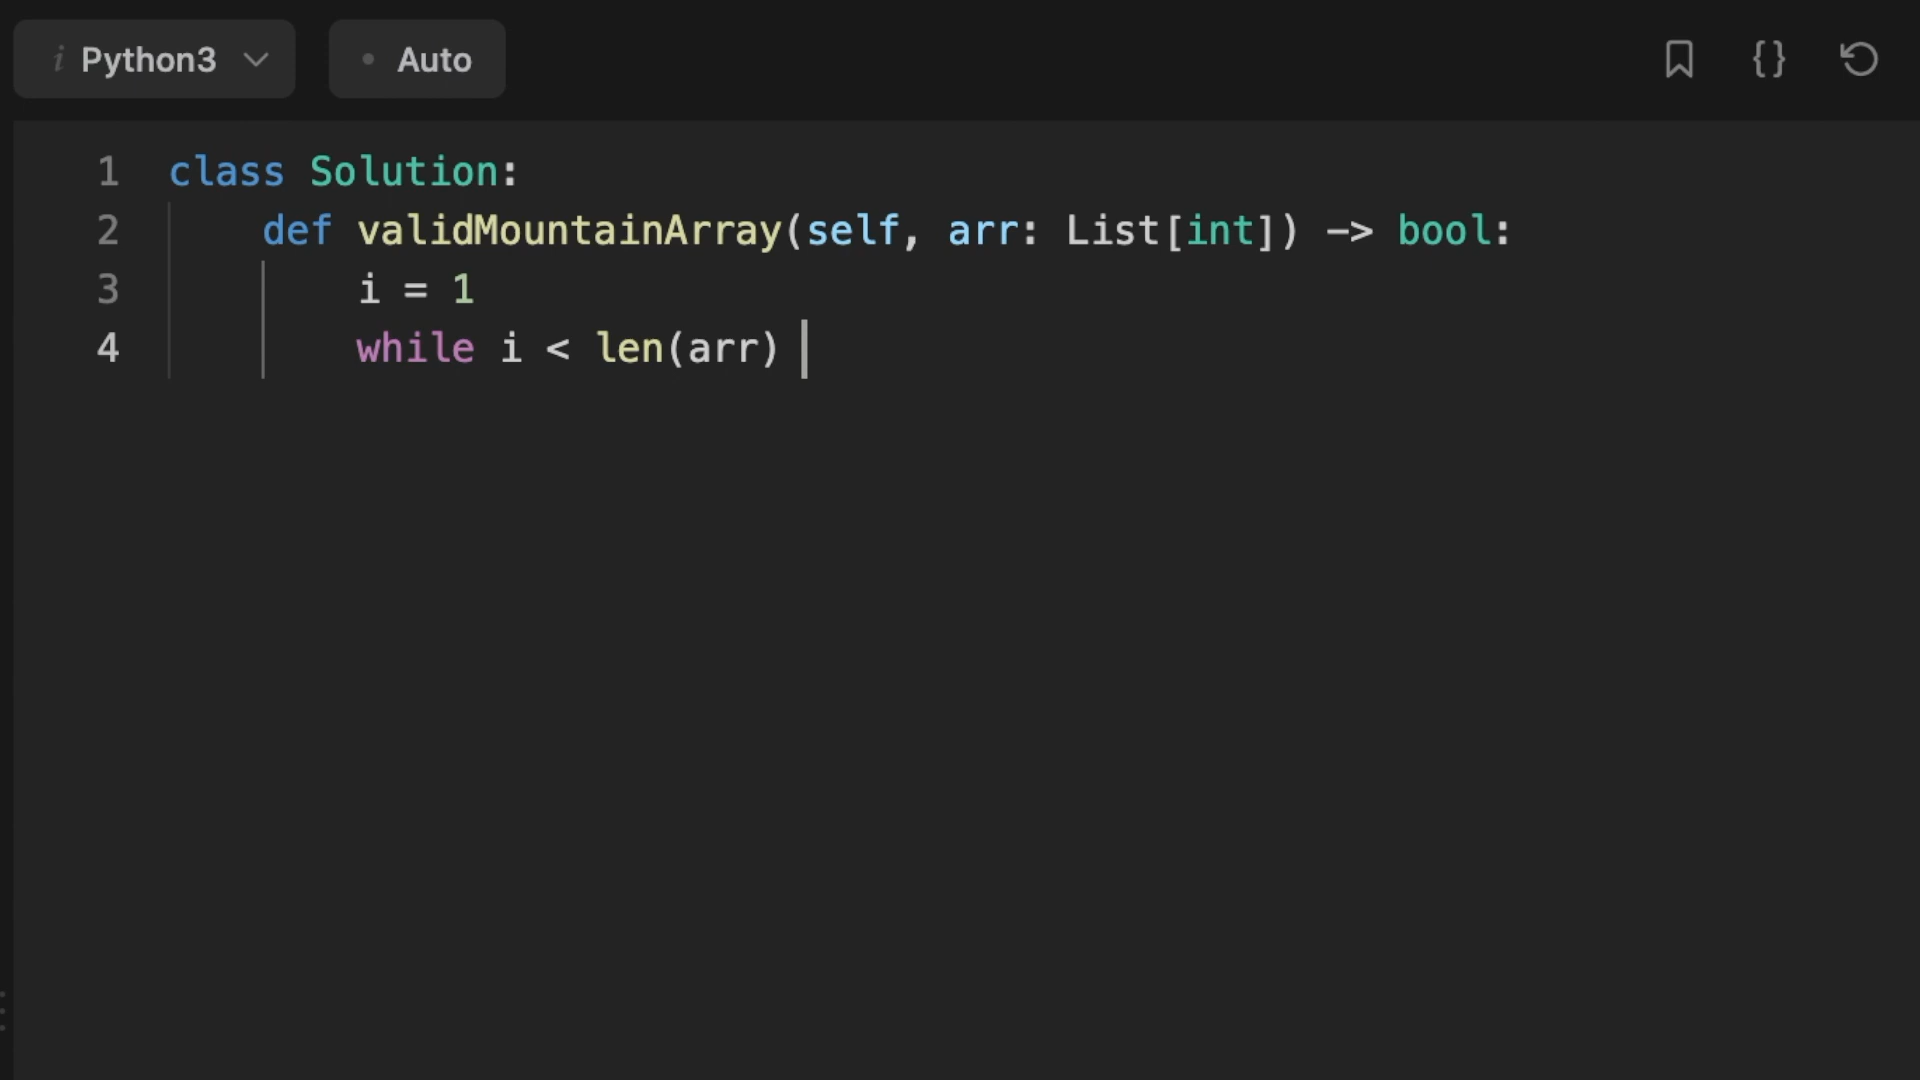 i Python3 Auto {}
1 class Solution:
2 def validMountainArray(self, arr: List[int]) -> bool:
3 i = 1
4 while i < len(arr)